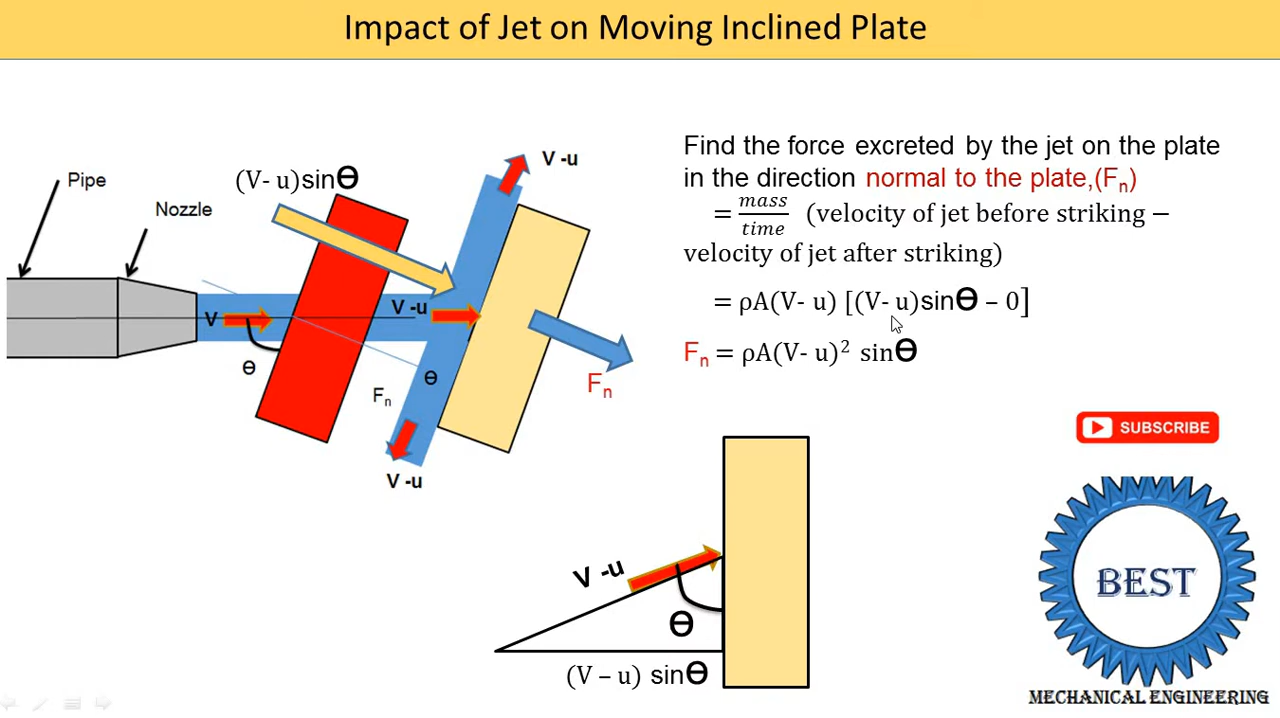 Impact of Jet on Moving Inclined Plate
Pipe
Nozzle
(V- u)sinϴ
V -u
V
V-u
ϴ
ϴ
Fn
Fn
V -u
Find the force excreted by the jet on the plate
in the direction normal to the plate,(Fn)
= mass/time (velocity of jet before striking −
velocity of jet after striking)
= ρA(V- u) [(V- u)sinϴ – 0]
Fn = ρA(V- u)² sinϴ
SUBSCRIBE
V -u
ϴ
(V – u) sinϴ
BEST
MECHANICAL ENGINEERING